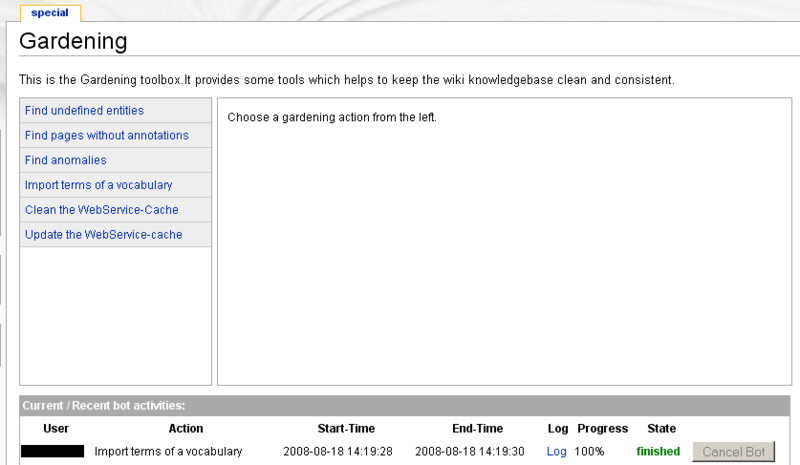 special
Gardening
This is the Gardening toolbox.It provides some tools which helps to keep the wiki knowledgebase clean and consistent.
Find undefined entities
Find pages without annotations
Find anomalies
Import terms of a vocabulary
Clean the WebService-Cache
Update the WebService-cache
Choose a gardening action from the left.
Current / Recent bot activities:
User Action Start-Time End-Time Log Progress State
Import terms of a vocabulary 2008-08-18 14:19:28 2008-08-18 14:19:30 Log 100% finished Cancel Bot